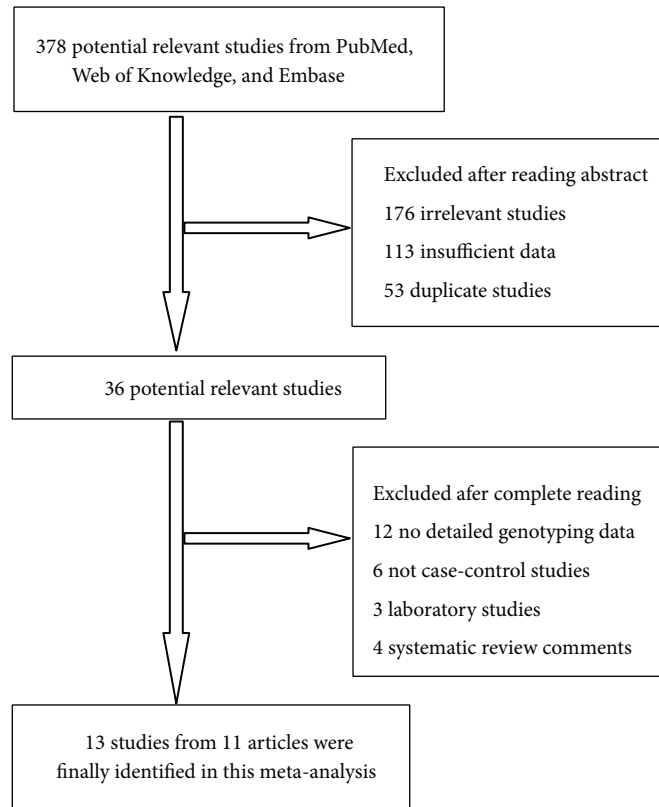 378 potential relevant studies from PubMed,
Web of Knowledge, and Embase
Excluded after reading abstract
176 irrelevant studies
113 insufficient data
53 duplicate studies
36 potential relevant studies
Excluded afer complete reading
12 no detailed genotyping data
6 not case-control studies
3 laboratory studies
4 systematic review comments
13 studies from 11 articles were
finally identified in this meta-analysis